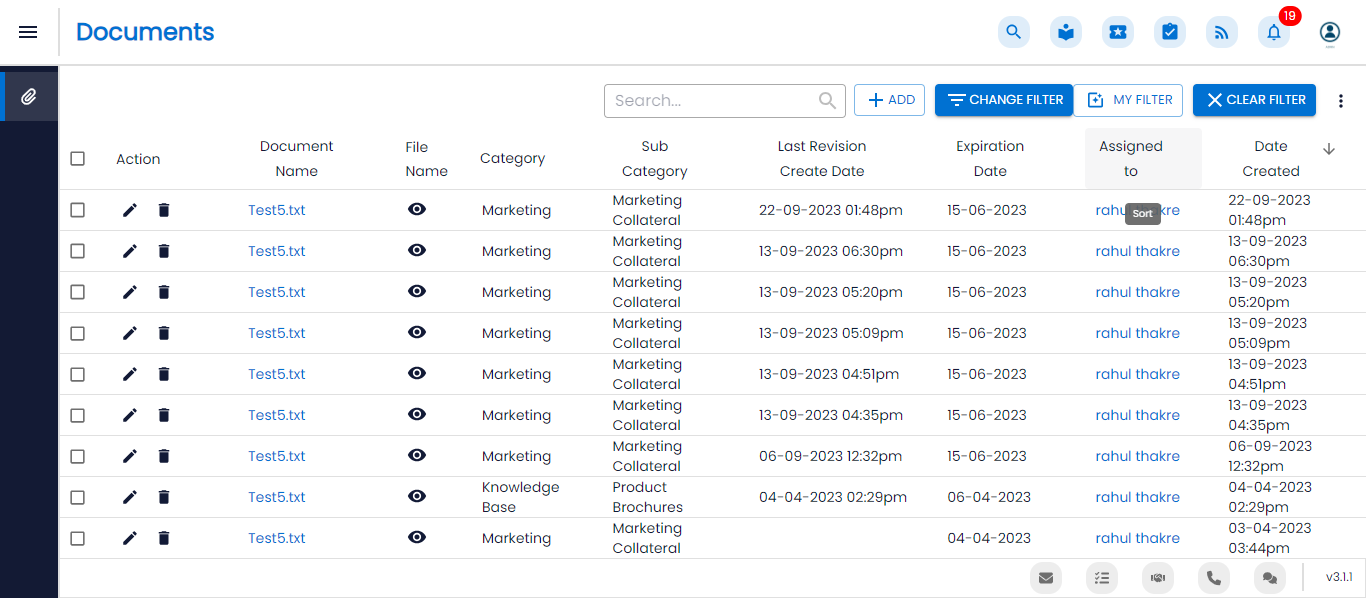 Documents
19
Search...
ADD
CHANGE FILTER
MY FILTER
CLEAR FILTER
Action
Document
Name
File
Name
Category
Sub
Category
Last Revision
Create Date
Expiration
Date
Assigned
to
Date
Created
Sort
Test5.txt
Marketing
Marketing
Collateral
22-09-2023 01:48pm
15-06-2023
rahul thakre
22-09-2023
01:48pm
Test5.txt
Marketing
Marketing
Collateral
13-09-2023 06:30pm
15-06-2023
rahul thakre
13-09-2023
06:30pm
Test5.txt
Marketing
Marketing
Collateral
13-09-2023 05:20pm
15-06-2023
rahul thakre
13-09-2023
05:20pm
Test5.txt
Marketing
Marketing
Collateral
13-09-2023 05:09pm
15-06-2023
rahul thakre
13-09-2023
05:09pm
Test5.txt
Marketing
Marketing
Collateral
13-09-2023 04:51pm
15-06-2023
rahul thakre
13-09-2023
04:51pm
Test5.txt
Marketing
Marketing
Collateral
13-09-2023 04:35pm
15-06-2023
rahul thakre
13-09-2023
04:35pm
Test5.txt
Marketing
Marketing
Collateral
06-09-2023 12:32pm
15-06-2023
rahul thakre
06-09-2023
12:32pm
Test5.txt
Knowledge
Base
Product
Brochures
04-04-2023 02:29pm
06-04-2023
rahul thakre
04-04-2023
02:29pm
Test5.txt
Marketing
Marketing
Collateral
04-04-2023
rahul thakre
03-04-2023
03:44pm
v3.1.1